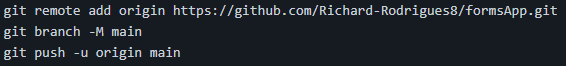 git remote add origin https://github.com/Richard-Rodrigues8/formsApp.git
git branch -M main
git push -u origin main